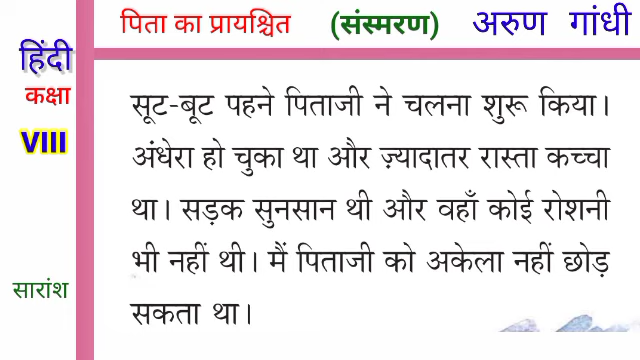 पिता का प्रायश्चित (संस्मरण) अरुण गांधी
हिंदी
कक्षा
VIII
सारांश
सूट-बूट पहने पिताजी ने चलना शुरू किया।
अंधेरा हो चुका था और ज़्यादातर रास्ता कच्चा
था। सड़क सुनसान थी और वहाँ कोई रोशनी
भी नहीं थी। मैं पिताजी को अकेला नहीं छोड़
सकता था।